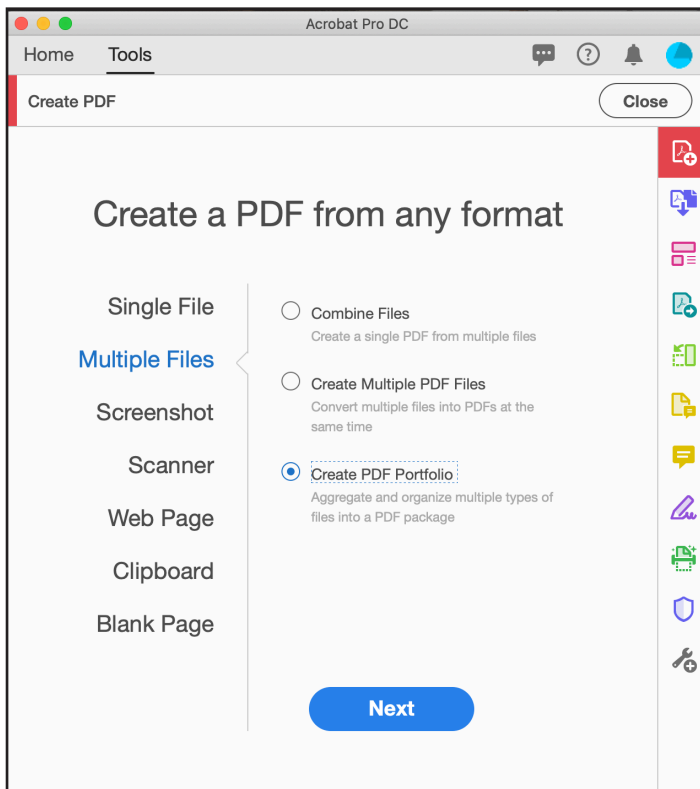 Acrobat Pro DC
Home Tools
Create PDF Close
Create a PDF from any format
Single File
Multiple Files
Screenshot
Scanner
Web Page
Clipboard
Blank Page
Combine Files
Create a single PDF from multiple files
Create Multiple PDF Files
Convert multiple files into PDFs at the
same time
Create PDF Portfolio
Aggregate and organize multiple types of
files into a PDF package
Next